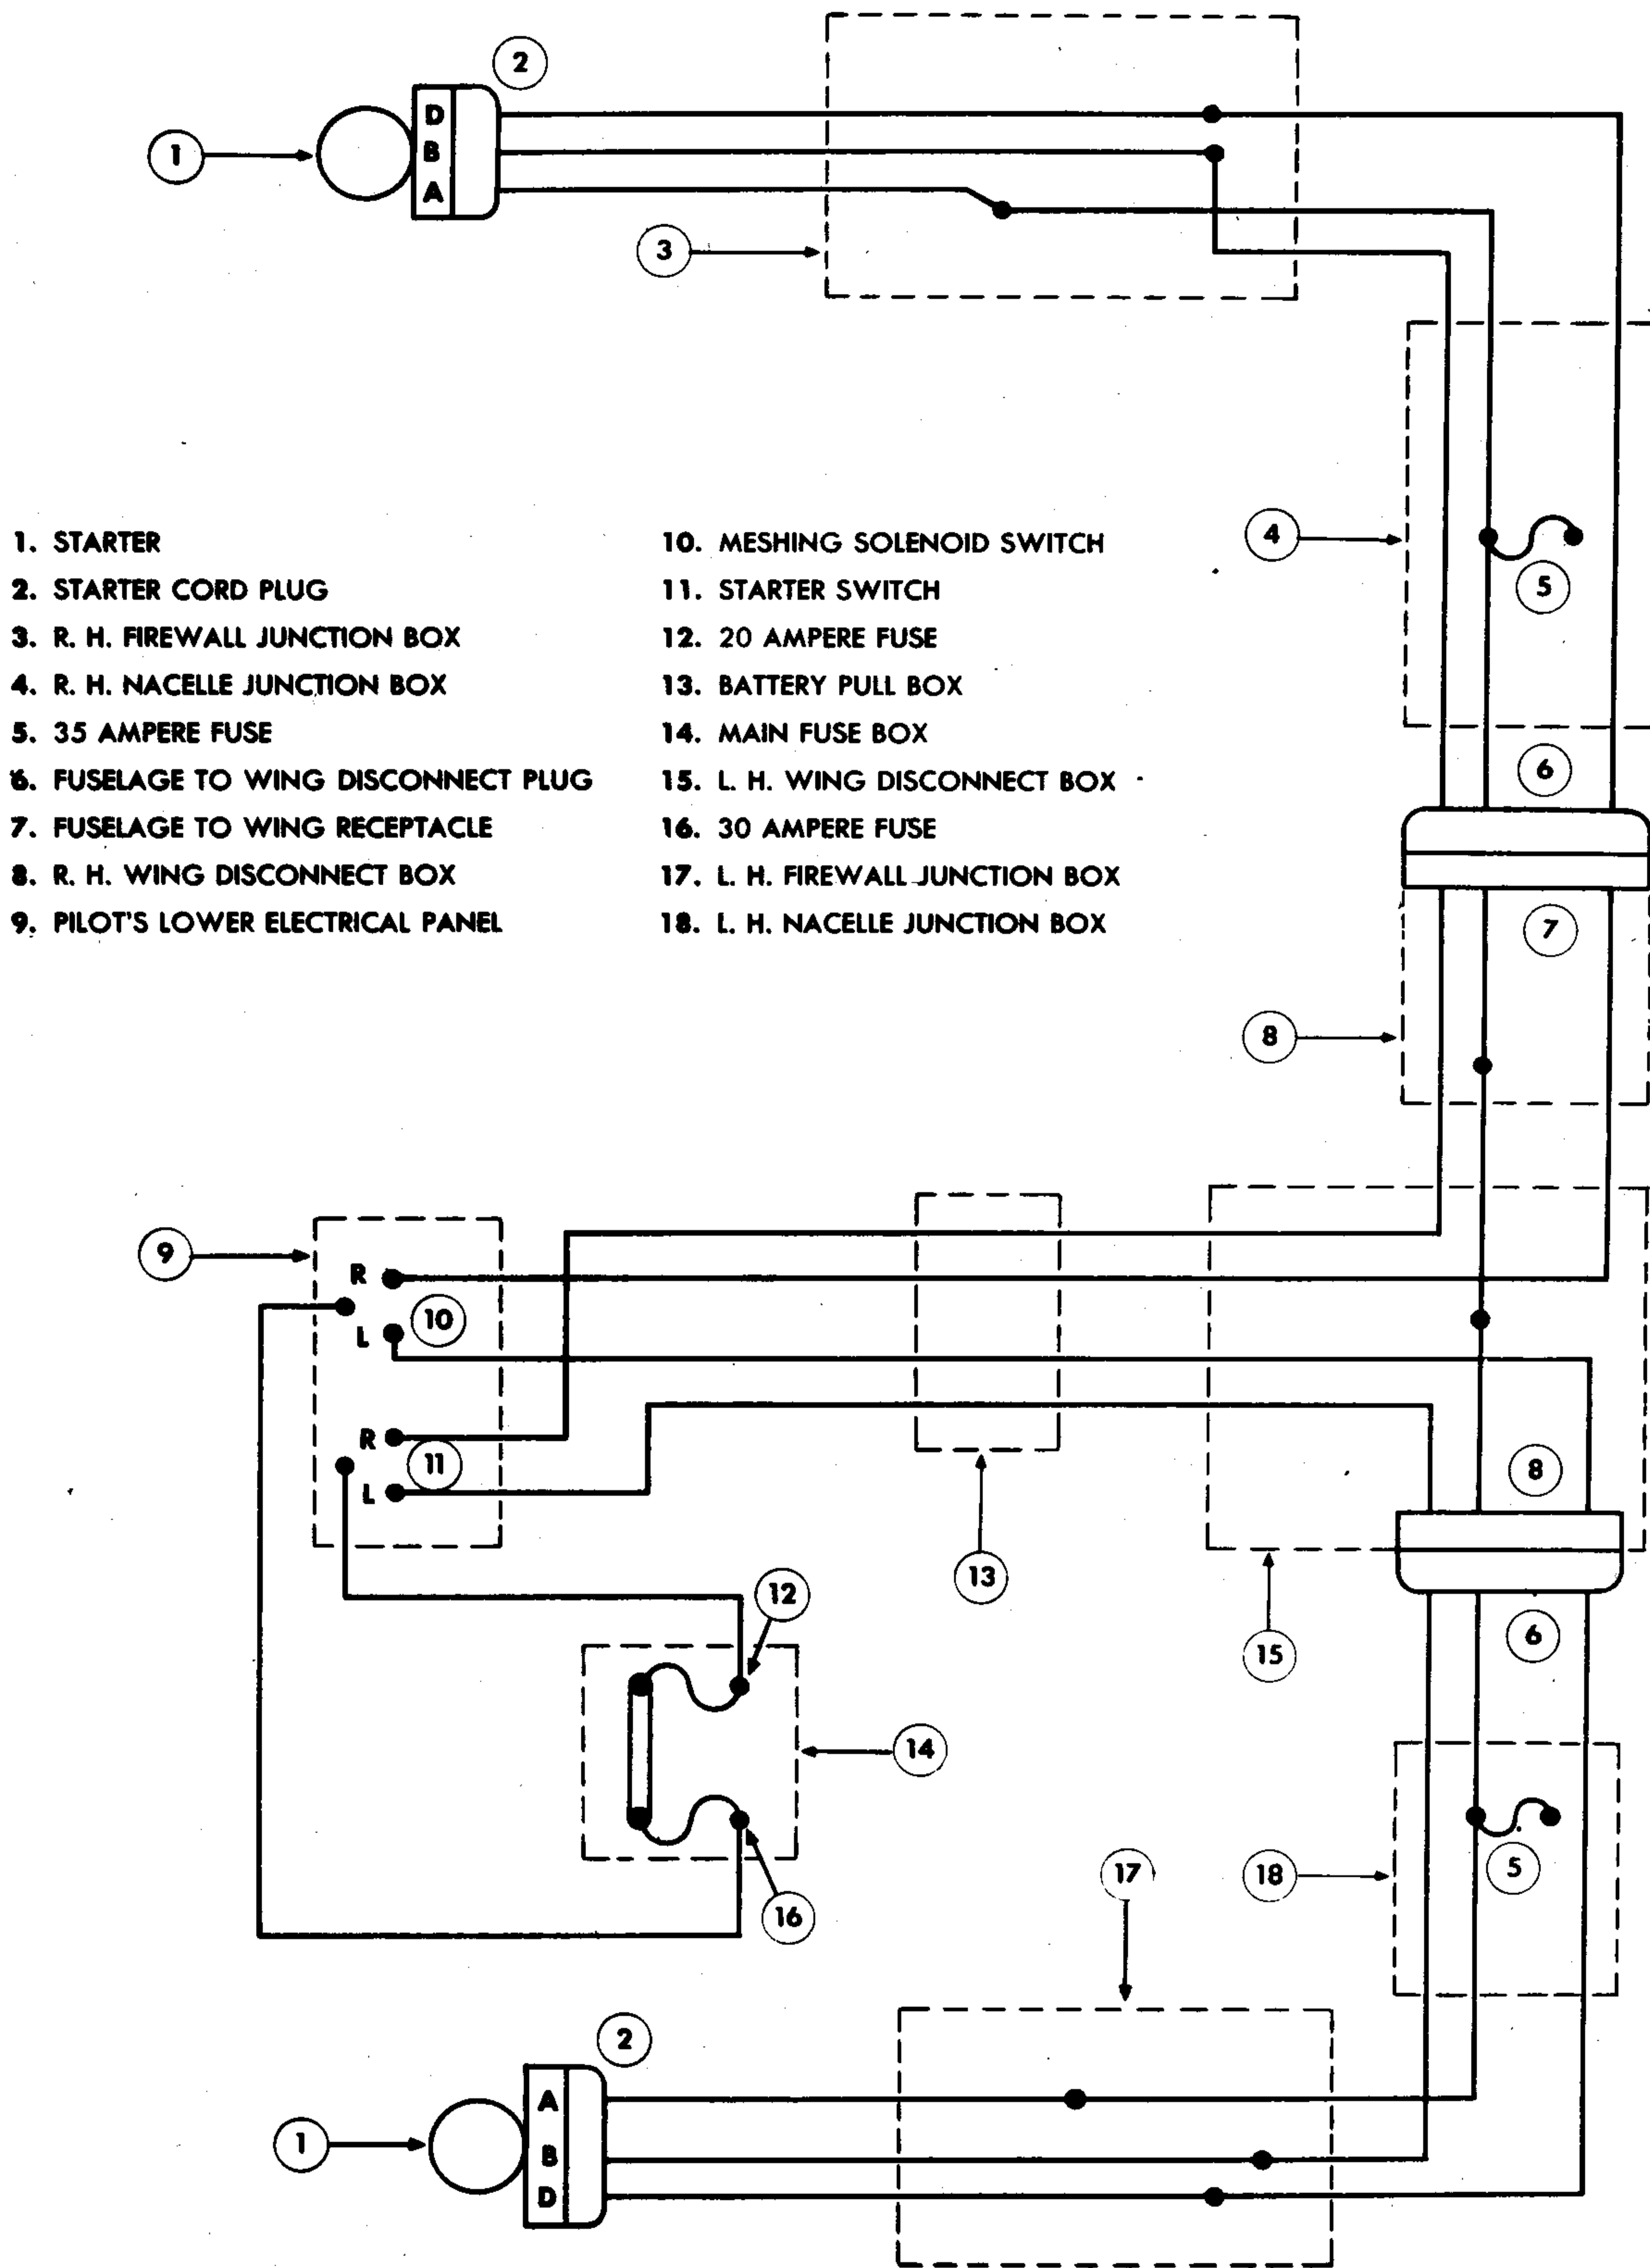 2
D
B
A
1
3
1. STARTER
2. STARTER CORD PLUG
3. R. H. FIREWALL JUNCTION BOX
4. R. H. NACELLE JUNCTION BOX
5. 35 AMPERE FUSE
6. FUSELAGE TO WING DISCONNECT PLUG
7. FUSELAGE TO WING RECEPTACLE
8. R. H. WING DISCONNECT BOX
9. PILOT'S LOWER ELECTRICAL PANEL
10. MESHING SOLENOID SWITCH
11. STARTER SWITCH
12. 20 AMPERE FUSE
13. BATTERY PULL BOX
14. MAIN FUSE BOX
15. L. H. WING DISCONNECT BOX
16. 30 AMPERE FUSE
17. L. H. FIREWALL JUNCTION BOX
18. L. H. NACELLE JUNCTION BOX
4
5
6
7
8
9
R
10
L
R
11
L
8
13
12
6
15
14
17
18
5
16
2
A
1
B
D